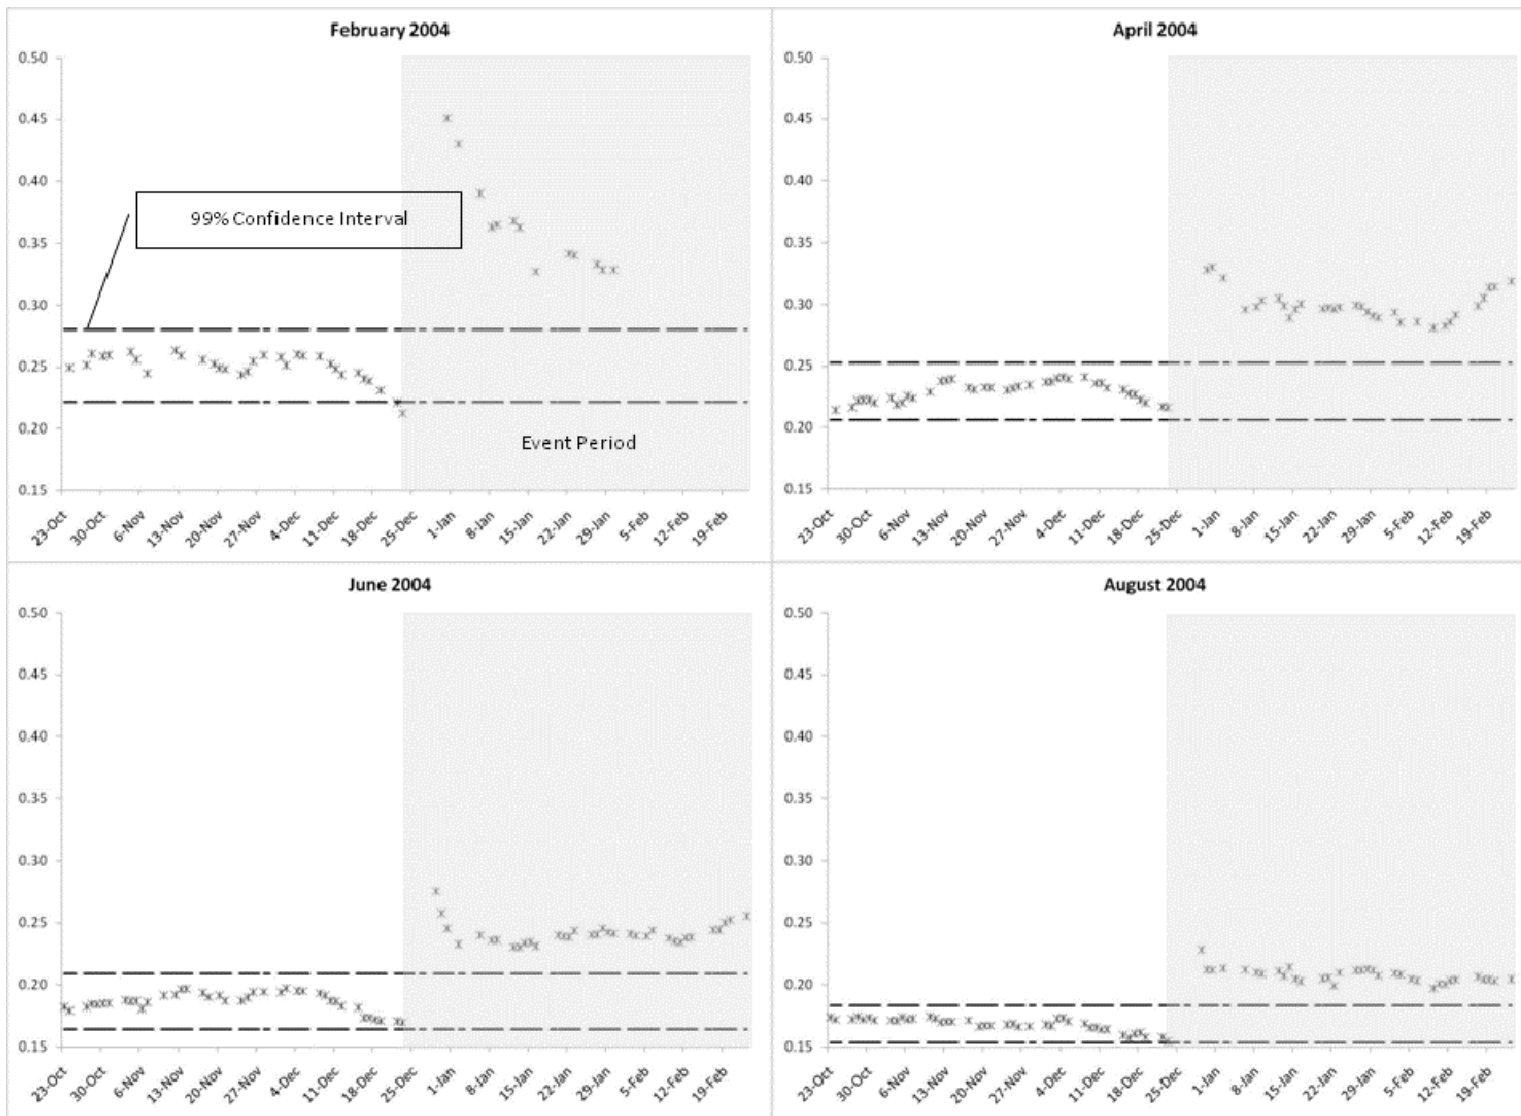 February 2004
0.50
0.45
0.40
0.35
0.30
0.25
0.20
0.15
99% Confidence Interval
Event Period
23-Oct
30-Oct
6-Nov
13-Nov
20-Nov
27-Nov
4-Dec
11-Dec
18-Dec
25-Dec
1-Jan
8-Jan
15-Jan
22-Jan
29-Jan
5-Feb
12-Feb
19-Feb
April 2004
0.50
0.45
0.40
0.35
0.30
0.25
0.20
0.15
23-Oct
30-Oct
6-Nov
13-Nov
20-Nov
27-Nov
4-Dec
11-Dec
18-Dec
25-Dec
1-Jan
8-Jan
15-Jan
22-Jan
29-Jan
5-Feb
12-Feb
19-Feb
June 2004
0.50
0.45
0.40
0.35
0.30
0.25
0.20
0.15
23-Oct
30-Oct
6-Nov
13-Nov
20-Nov
27-Nov
4-Dec
11-Dec
18-Dec
25-Dec
1-Jan
8-Jan
15-Jan
22-Jan
29-Jan
5-Feb
12-Feb
19-Feb
August 2004
0.50
0.45
0.40
0.35
0.30
0.25
0.20
0.15
23-Oct
30-Oct
6-Nov
13-Nov
20-Nov
27-Nov
4-Dec
11-Dec
18-Dec
25-Dec
1-Jan
8-Jan
15-Jan
22-Jan
29-Jan
5-Feb
12-Feb
19-Feb